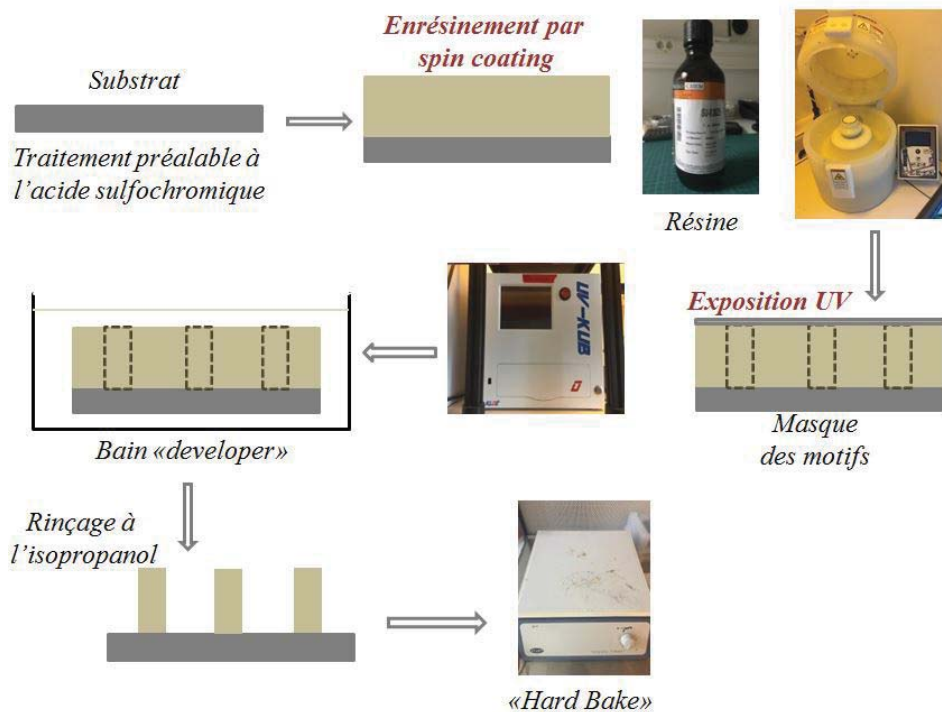 Enrésinement par
spin coating
Substrat
Traitement préalable à
l'acide sulfochromique
Résine
Exposition UV
UV-KUB
Masque
des motifs
Bain «developer»
Rinçage à
l'isopropanol
«Hard Bake»